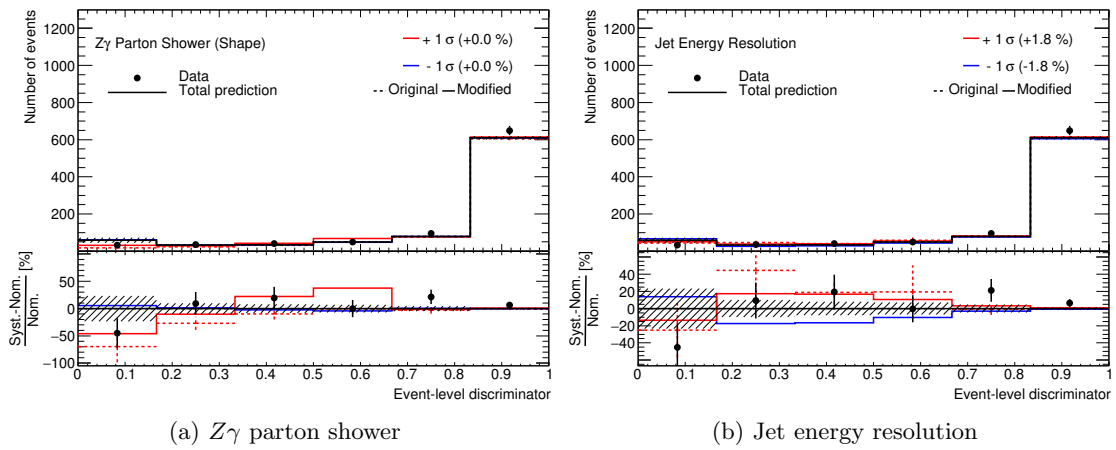 Number of events
1200
1000
800
600
400
200
Zγ Parton Shower (Shape)
Data
Total prediction
+ 1 σ (+0.0 %)
- 1 σ (+0.0 %)
Original Modified
Syst.-Nom. [%]
Nom.
50
0
−50
−100
0 0.1 0.2 0.3 0.4 0.5 0.6 0.7 0.8 0.9 1
Event-level discriminator
(a) Zγ parton shower
Number of events
1200
1000
800
600
400
200
Jet Energy Resolution
Data
Total prediction
+ 1 σ (+1.8 %)
- 1 σ (-1.8 %)
Original Modified
Syst.-Nom. [%]
Nom.
40
20
0
−20
−40
0 0.1 0.2 0.3 0.4 0.5 0.6 0.7 0.8 0.9 1
Event-level discriminator
(b) Jet energy resolution